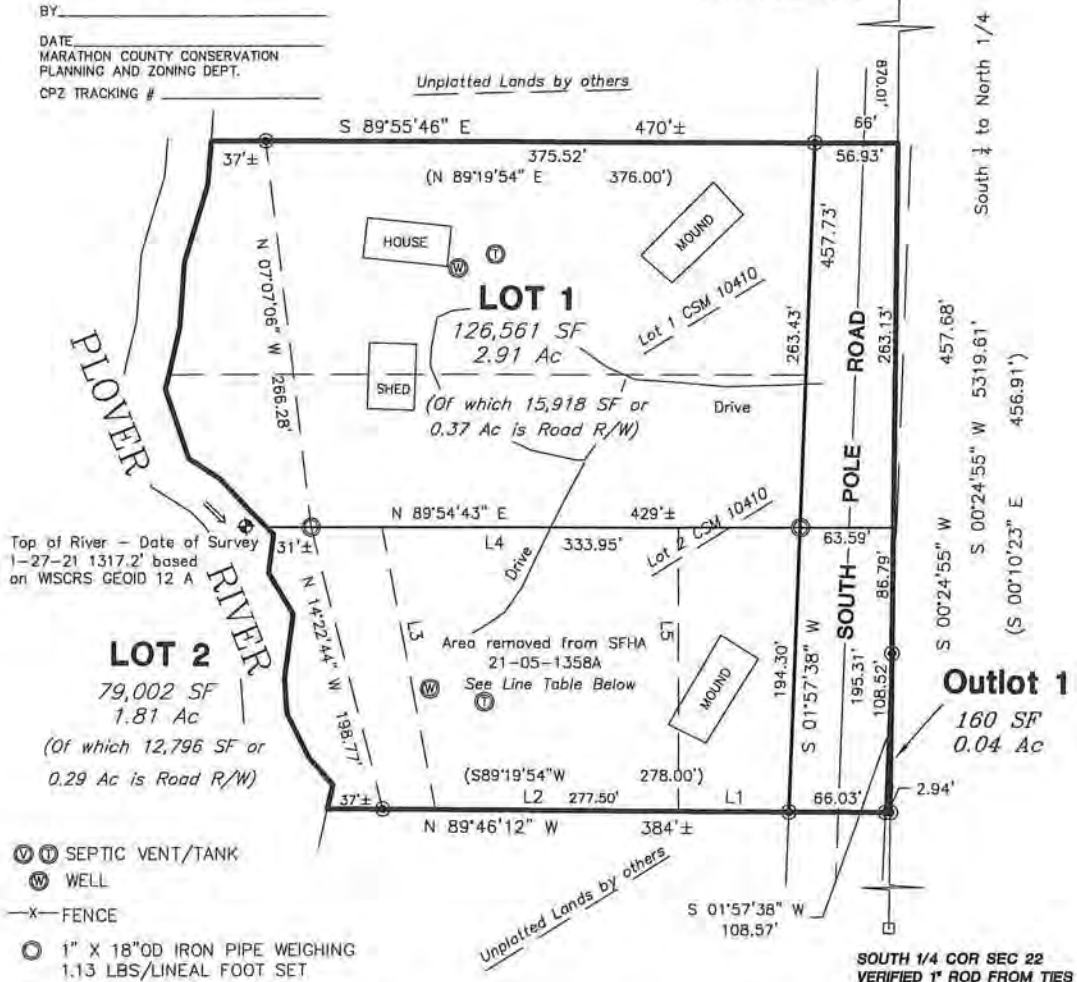 BY
DATE
MARATHON COUNTY CONSERVATION
PLANNING AND ZONING DEPT.
CPZ TRACKING #
Unplatted Lands by others
S 89°55'46" E 470'±
37'±
375.52'
(N 89°19'54" E 376.00')
66'
56.93'
870.01'
South ¼ to North 1/4
HOUSE
W
T
MOUND
N 07°07'06" W 266.28'
LOT 1
126,561 SF
2.91 Ac
(Of which 15,918 SF or
0.37 Ac is Road R/W)
Lot 1 CSM 10410
SHED
Drive
457.73'
263.43'
263.13'
SOUTH POLE ROAD
S 00°24'55" W 457.68'
S 00°24'55" W 5319.61'
(S 00°10'23" E 456.91')
PLOVER RIVER
N 89°54'43" E 429'±
31'±
L4
333.95'
63.59'
Top of River – Date of Survey
1-27-21 1317.2' based
on WISCRS GEOID 12 A
Drive
Lot 2 CSM 10410
86.79'
L3
L5
N 14°22'44" W 198.77'
Area removed from SFHA
21-05-1358A
See Line Table Below
W
T
MOUND
194.30'
S 01°57'38" W
195.31'
108.52'
LOT 2
79,002 SF
1.81 Ac
(Of which 12,796 SF or
0.29 Ac is Road R/W)
Outlot 1
160 SF
0.04 Ac
2.94'
(S89°19'54"W 278.00')
37'±
L2
277.50'
L1
66.03'
N 89°46'12" W 384'±
Unplatted Lands by others
S 01°57'38" W
108.57'
V T SEPTIC VENT/TANK
W WELL
—x— FENCE
1" X 18"OD IRON PIPE WEIGHING
1.13 LBS/LINEAL FOOT SET
SOUTH 1/4 COR SEC 22
VERIFIED 1" ROD FROM TIES